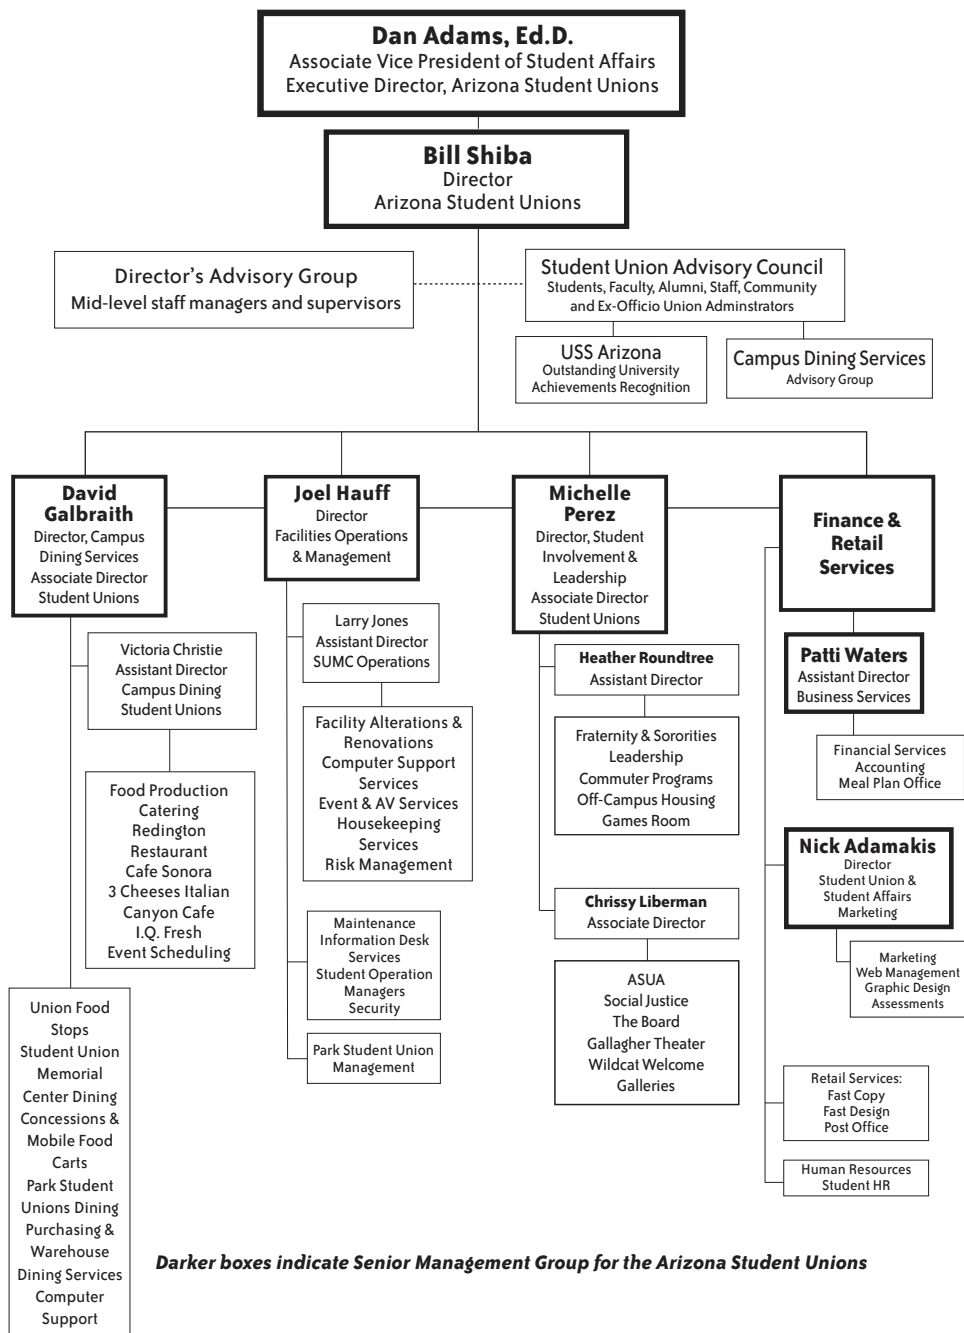 Dan Adams, Ed.D.
Associate Vice President of Student Affairs
Executive Director, Arizona Student Unions
Bill Shiba
Director
Arizona Student Unions
Director's Advisory Group
Mid-level staff managers and supervisors
Student Union Advisory Council
Students, Faculty, Alumni, Staff, Community
and Ex-Officio Union Adminstrators
USS Arizona
Outstanding University
Achievements Recognition
Campus Dining Services
Advisory Group
David
Galbraith
Director, Campus
Dining Services
Associate Director
Student Unions
Victoria Christie
Assistant Director
Campus Dining
Student Unions
Food Production
Catering
Redington
Restaurant
Cafe Sonora
3 Cheeses Italian
Canyon Cafe
I.Q. Fresh
Event Scheduling
Union Food
Stops
Student Union
Memorial
Center Dining
Concessions &
Mobile Food
Carts
Park Student
Unions Dining
Purchasing &
Warehouse
Dining Services
Computer
Support
Joel Hauff
Director
Facilities Operations
& Management
Larry Jones
Assistant Director
SUMC Operations
Facility Alterations &
Renovations
Computer Support
Services
Event & AV Services
Housekeeping
Services
Risk Management
Maintenance
Information Desk
Services
Student Operation
Managers
Security
Park Student Union
Management
Michelle
Perez
Director, Student
Involvement &
Leadership
Associate Director
Student Unions
Heather Roundtree
Assistant Director
Fraternity & Sororities
Leadership
Commuter Programs
Off-Campus Housing
Games Room
Chrissy Liberman
Associate Director
ASUA
Social Justice
The Board
Gallagher Theater
Wildcat Welcome
Galleries
Finance &
Retail
Services
Patti Waters
Assistant Director
Business Services
Financial Services
Accounting
Meal Plan Office
Nick Adamakis
Director
Student Union &
Student Affairs
Marketing
Marketing
Web Management
Graphic Design
Assessments
Retail Services:
Fast Copy
Fast Design
Post Office
Human Resources
Student HR
Darker boxes indicate Senior Management Group for the Arizona Student Unions